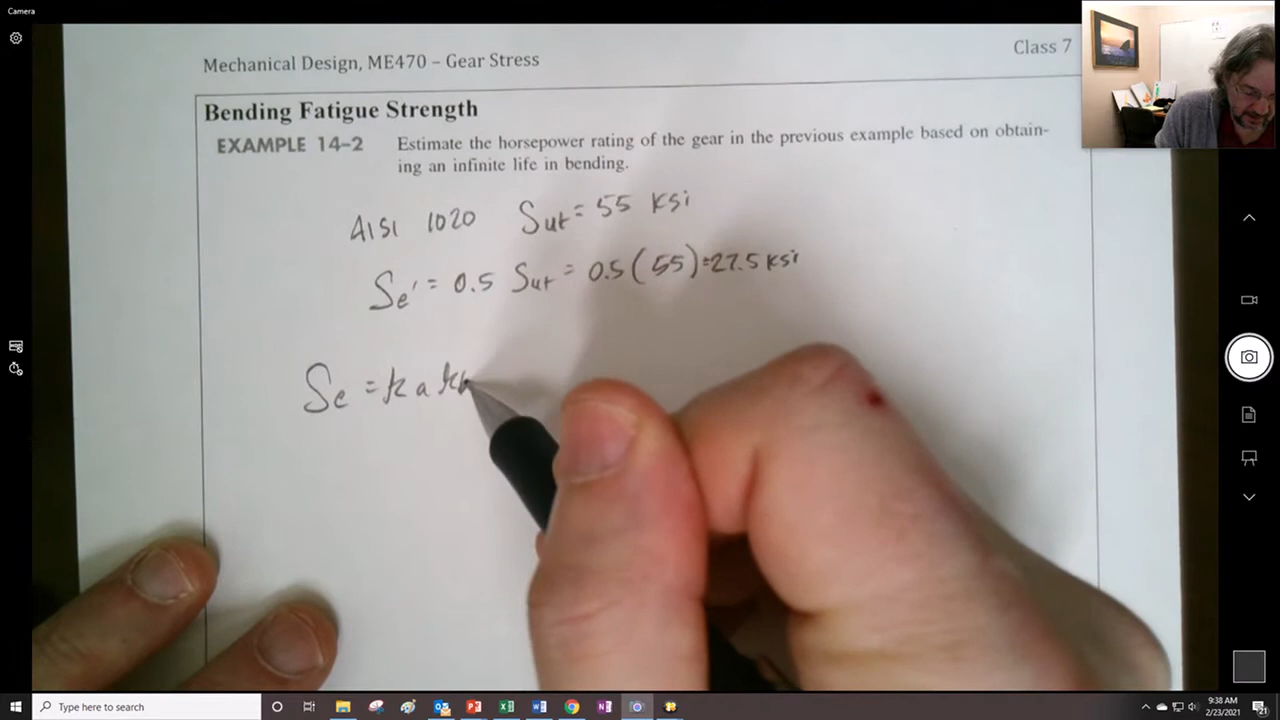 Camera
Mechanical Design, ME470 – Gear Stress
Class 7
Bending Fatigue Strength
EXAMPLE 14–2 Estimate the horsepower rating of the gear in the previous example based on obtain-
ing an infinite life in bending.
AISI 1020 Sut = 55 ksi
Se' = 0.5 Sut = 0.5(55)=27.5 ksi
Se = ka k
Type here to search
9:38 AM
2/23/2021
21